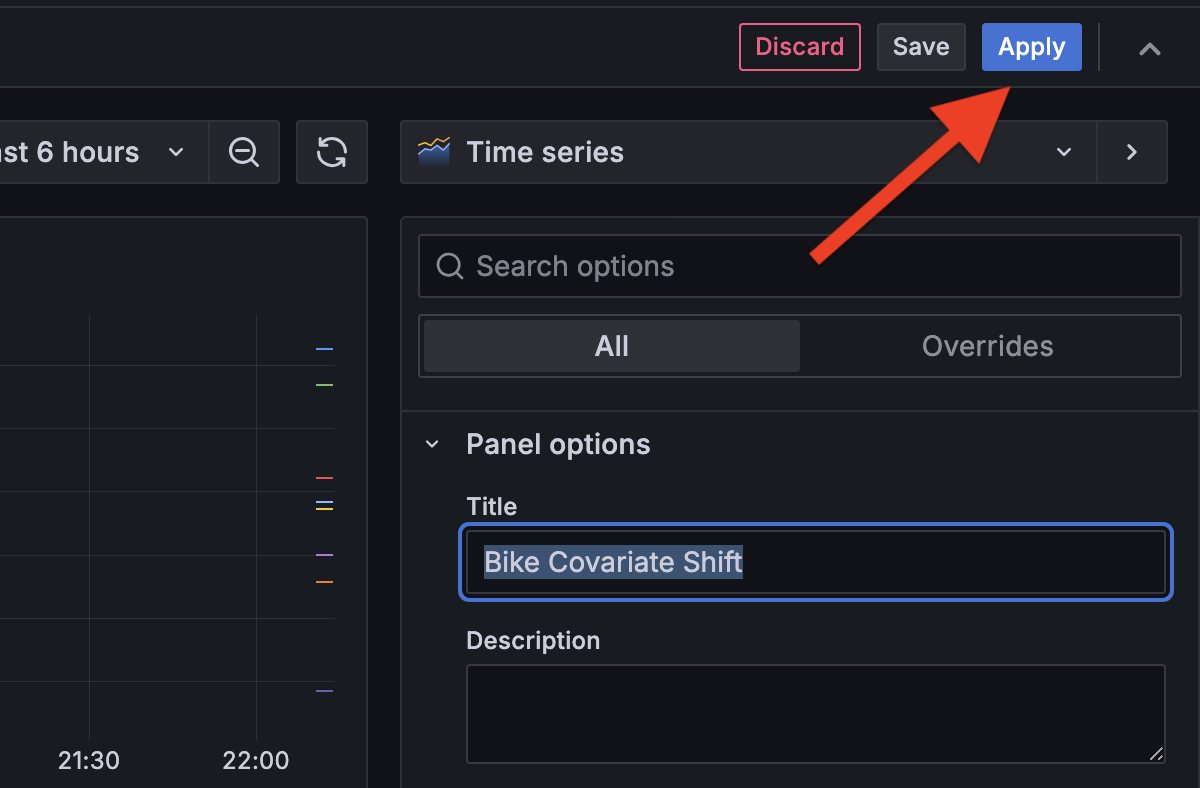 Discard Save Apply
ast 6 hours
Time series
Search options
All Overrides
Panel options
Title
Bike Covariate Shift
Description
21:30 22:00